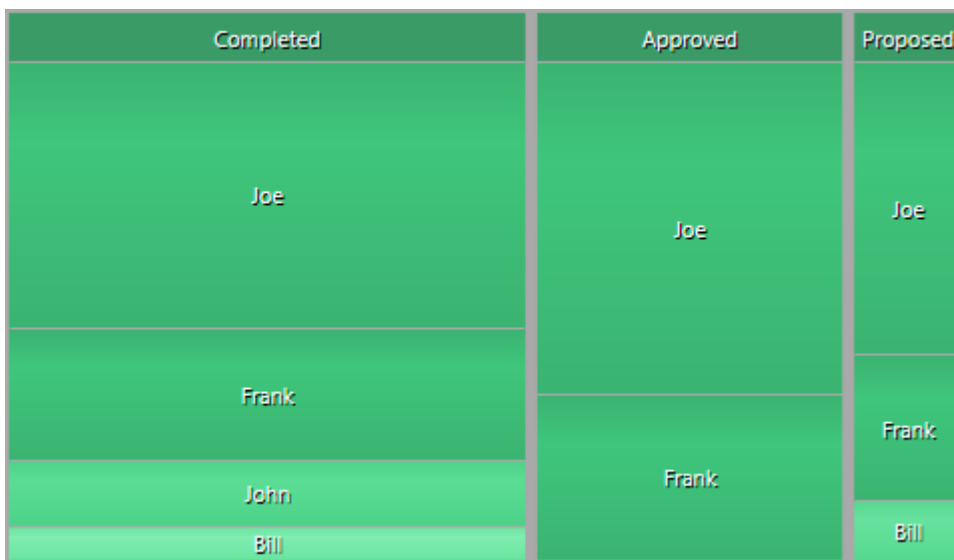 Completed
Joe
Frank
John
Bill
Approved
Joe
Frank
Proposed
Joe
Frank
Bill